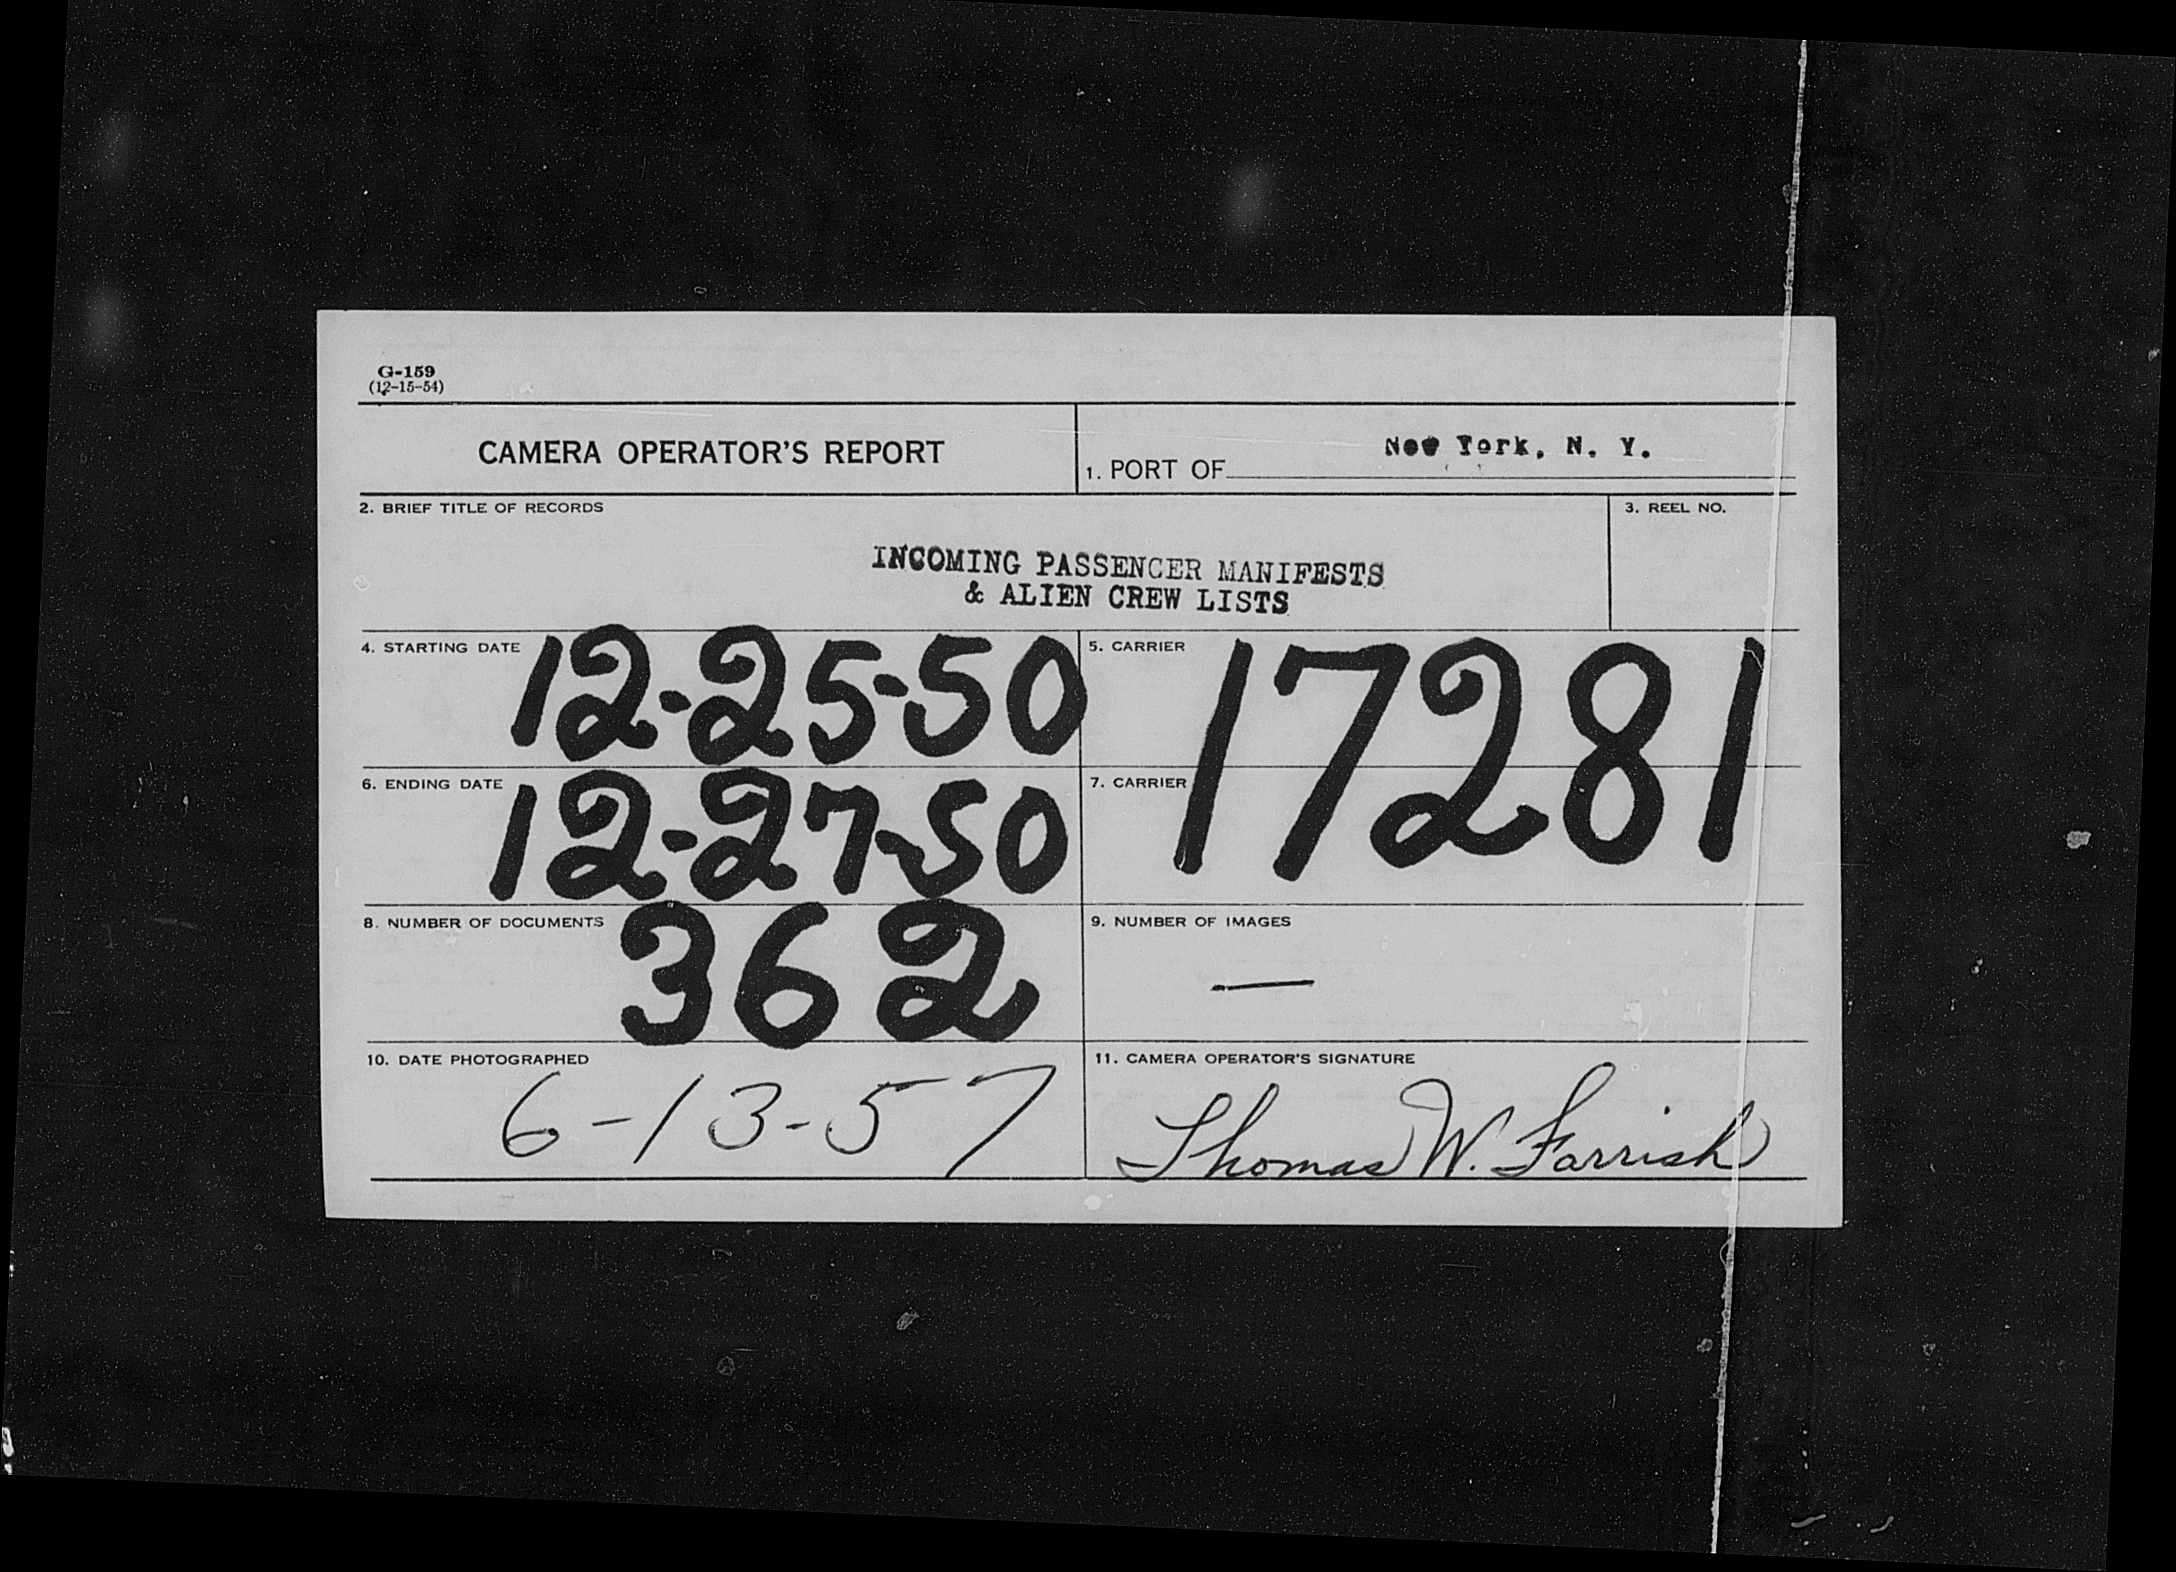 G-159
(12-15-54)
CAMERA OPERATOR'S REPORT
1. PORT OF New York, N. Y.
2. BRIEF TITLE OF RECORDS
3. REEL NO.
INCOMING PASSENGER MANIFESTS
& ALIEN CREW LISTS
4. STARTING DATE 12-25-50
5. CARRIER 17281
6. ENDING DATE 12-27-50
7. CARRIER
8. NUMBER OF DOCUMENTS 362
9. NUMBER OF IMAGES —
10. DATE PHOTOGRAPHED
6-13-57
11. CAMERA OPERATOR'S SIGNATURE
Thomas W. Farrish